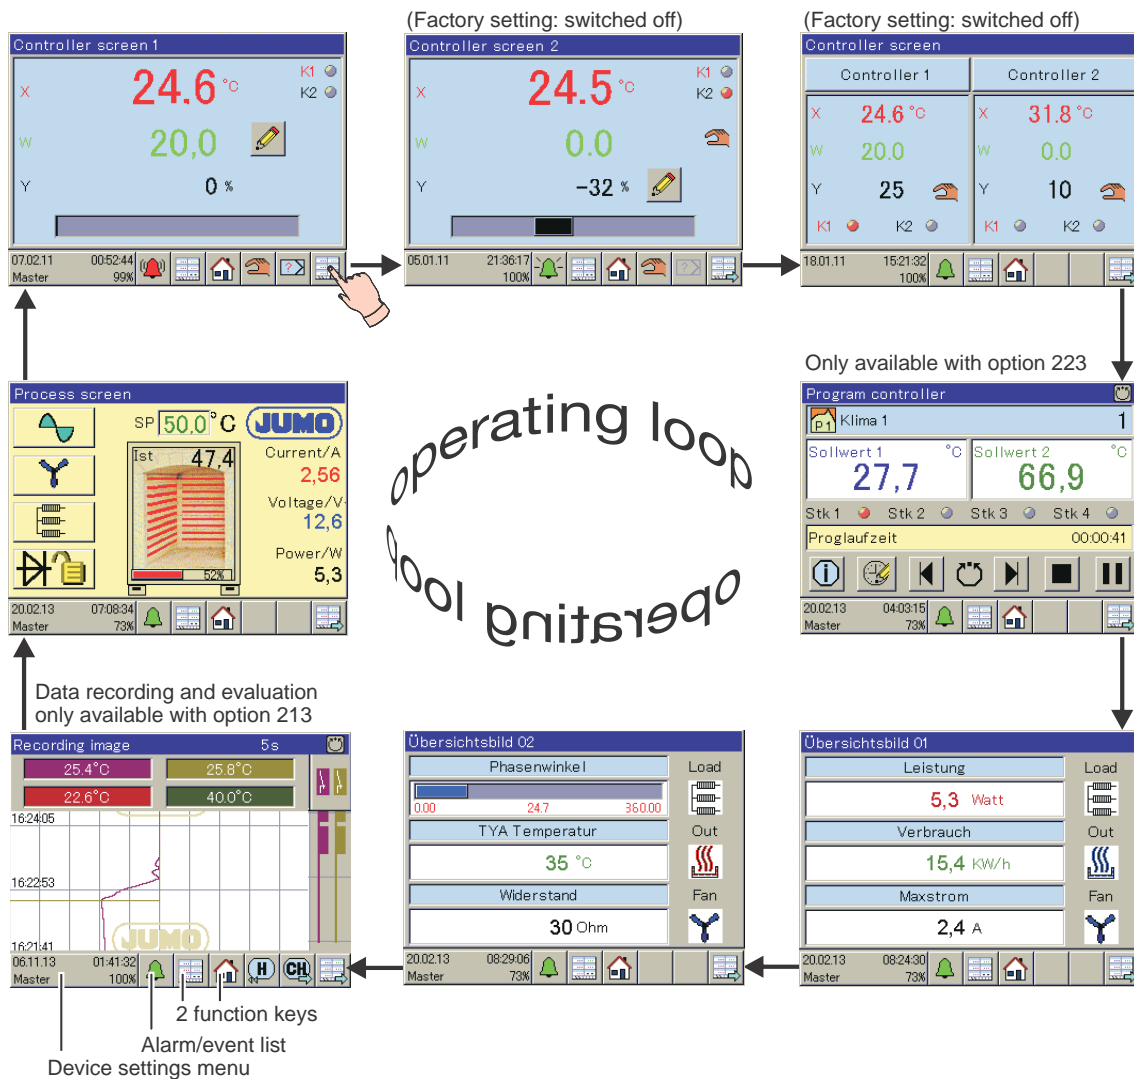 (Factory setting: switched off)
(Factory setting: switched off)
Controller screen 1
X 24.6 °C K1
K2
W 20,0
Y 0 %
07.02.11 00:52:44
Master 99%
Controller screen 2
X 24.5 °C K1
K2
W 0.0
Y -32 %
05.01.11 21:36:17
100%
Controller screen
Controller 1 Controller 2
X 24.6 °C X 31.8 °C
W 20.0 W 0.0
Y 25 Y 10
K1 K2 K1 K2
18.01.11 15:21:32
100%
Process screen
SP 50,0 °C JUMO
Ist 47,4
Current/A
2,56
Voltage/V
12,6
Power/W
5,3
52%
20.02.13 07:08:34
Master 73%
operating loop
operating loop
Only available with option 223
Program controller
P1 Klima 1 1
Sollwert 1 °C Sollwert 2 °C
27,7 66,9
Stk 1 Stk 2 Stk 3 Stk 4
Proglaufzeit 00:00:41
20.02.13 04:03:15
Master 73%
Data recording and evaluation
only available with option 213
Recording image 5s
25.4°C 25.8°C
22.6°C 40.0°C
16:24:05
16:22:53
JUMO
16:21:41
06.11.13 01:41:32
Master 100%
H CH
2 function keys
Alarm/event list
Device settings menu
Übersichtsbild 02
Phasenwinkel Load
0.00 24.7 360.00
TYA Temperatur Out
35 °C
Widerstand Fan
30 Ohm
20.02.13 08:29:06
Master 73%
Übersichtsbild 01
Leistung Load
5,3 Watt
Verbrauch Out
15,4 KW/h
Maxstrom Fan
2,4 A
20.02.13 08:24:30
Master 73%